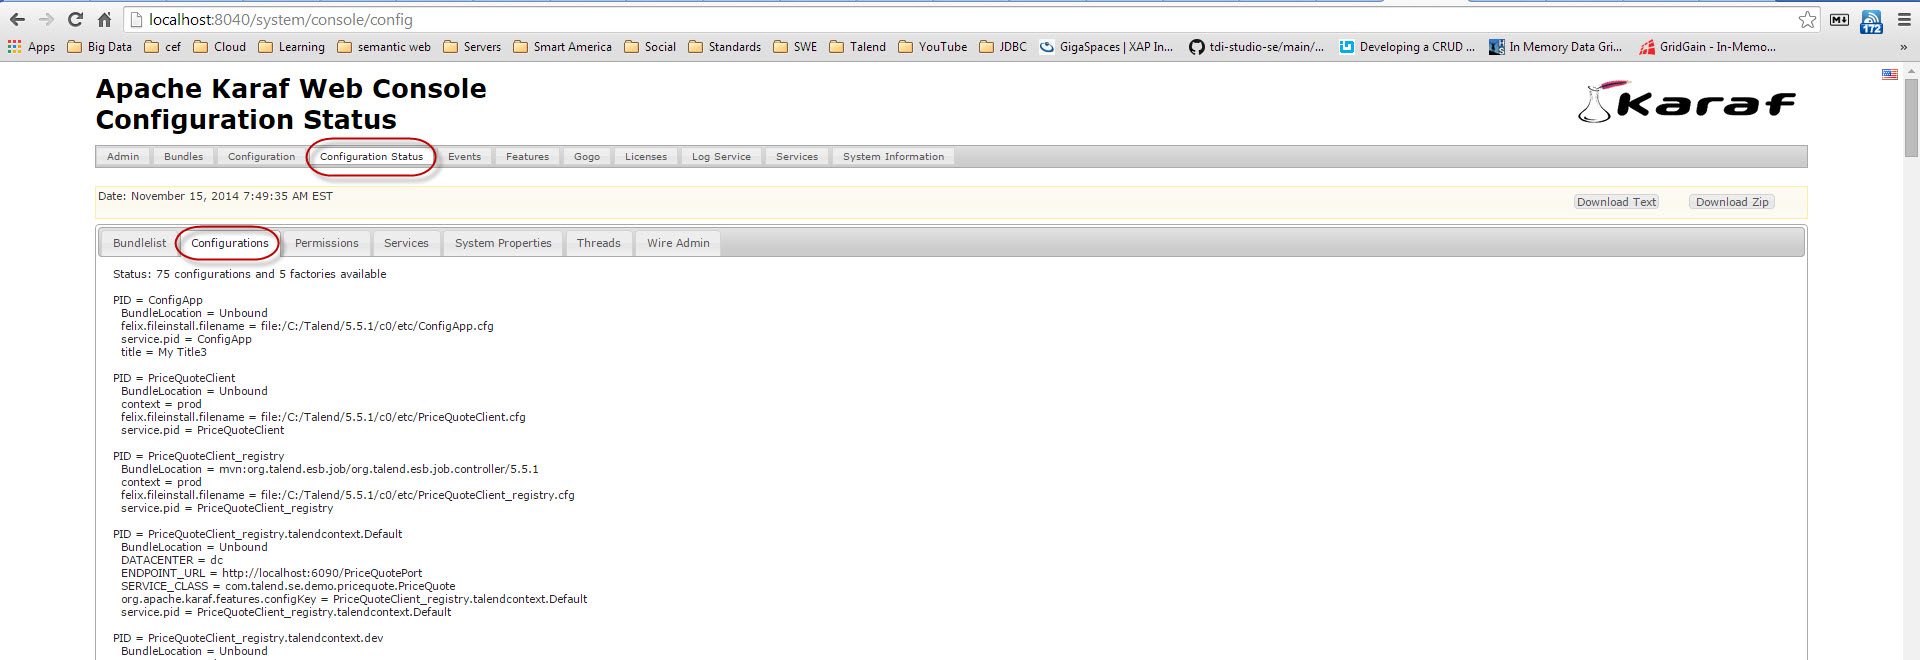 localhost:8040/system/console/config
Apps Big Data cef Cloud Learning semantic web Servers Smart America Social Standards SWE Talend YouTube JDBC GigaSpaces | XAP In... tdi-studio-se/main/... Developing a CRUD ... In Memory Data Gri... GridGain - In-Memo... »
172
Apache Karaf Web Console
Configuration Status
Karaf
Admin Bundles Configuration Configuration Status Events Features Gogo Licenses Log Service Services System Information
Date: November 15, 2014 7:49:35 AM EST Download Text Download Zip
Bundlelist Configurations Permissions Services System Properties Threads Wire Admin
Status: 75 configurations and 5 factories available
PID = ConfigApp
BundleLocation = Unbound
felix.fileinstall.filename = file:/C:/Talend/5.5.1/c0/etc/ConfigApp.cfg
service.pid = ConfigApp
title = My Title3
PID = PriceQuoteClient
BundleLocation = Unbound
context = prod
felix.fileinstall.filename = file:/C:/Talend/5.5.1/c0/etc/PriceQuoteClient.cfg
service.pid = PriceQuoteClient
PID = PriceQuoteClient_registry
BundleLocation = mvn:org.talend.esb.job/org.talend.esb.job.controller/5.5.1
context = prod
felix.fileinstall.filename = file:/C:/Talend/5.5.1/c0/etc/PriceQuoteClient_registry.cfg
service.pid = PriceQuoteClient_registry
PID = PriceQuoteClient_registry.talendcontext.Default
BundleLocation = Unbound
DATACENTER = dc
ENDPOINT_URL = http://localhost:6090/PriceQuotePort
SERVICE_CLASS = com.talend.se.demo.pricequote.PriceQuote
org.apache.karaf.features.configKey = PriceQuoteClient_registry.talendcontext.Default
service.pid = PriceQuoteClient_registry.talendcontext.Default
PID = PriceQuoteClient_registry.talendcontext.dev
BundleLocation = Unbound